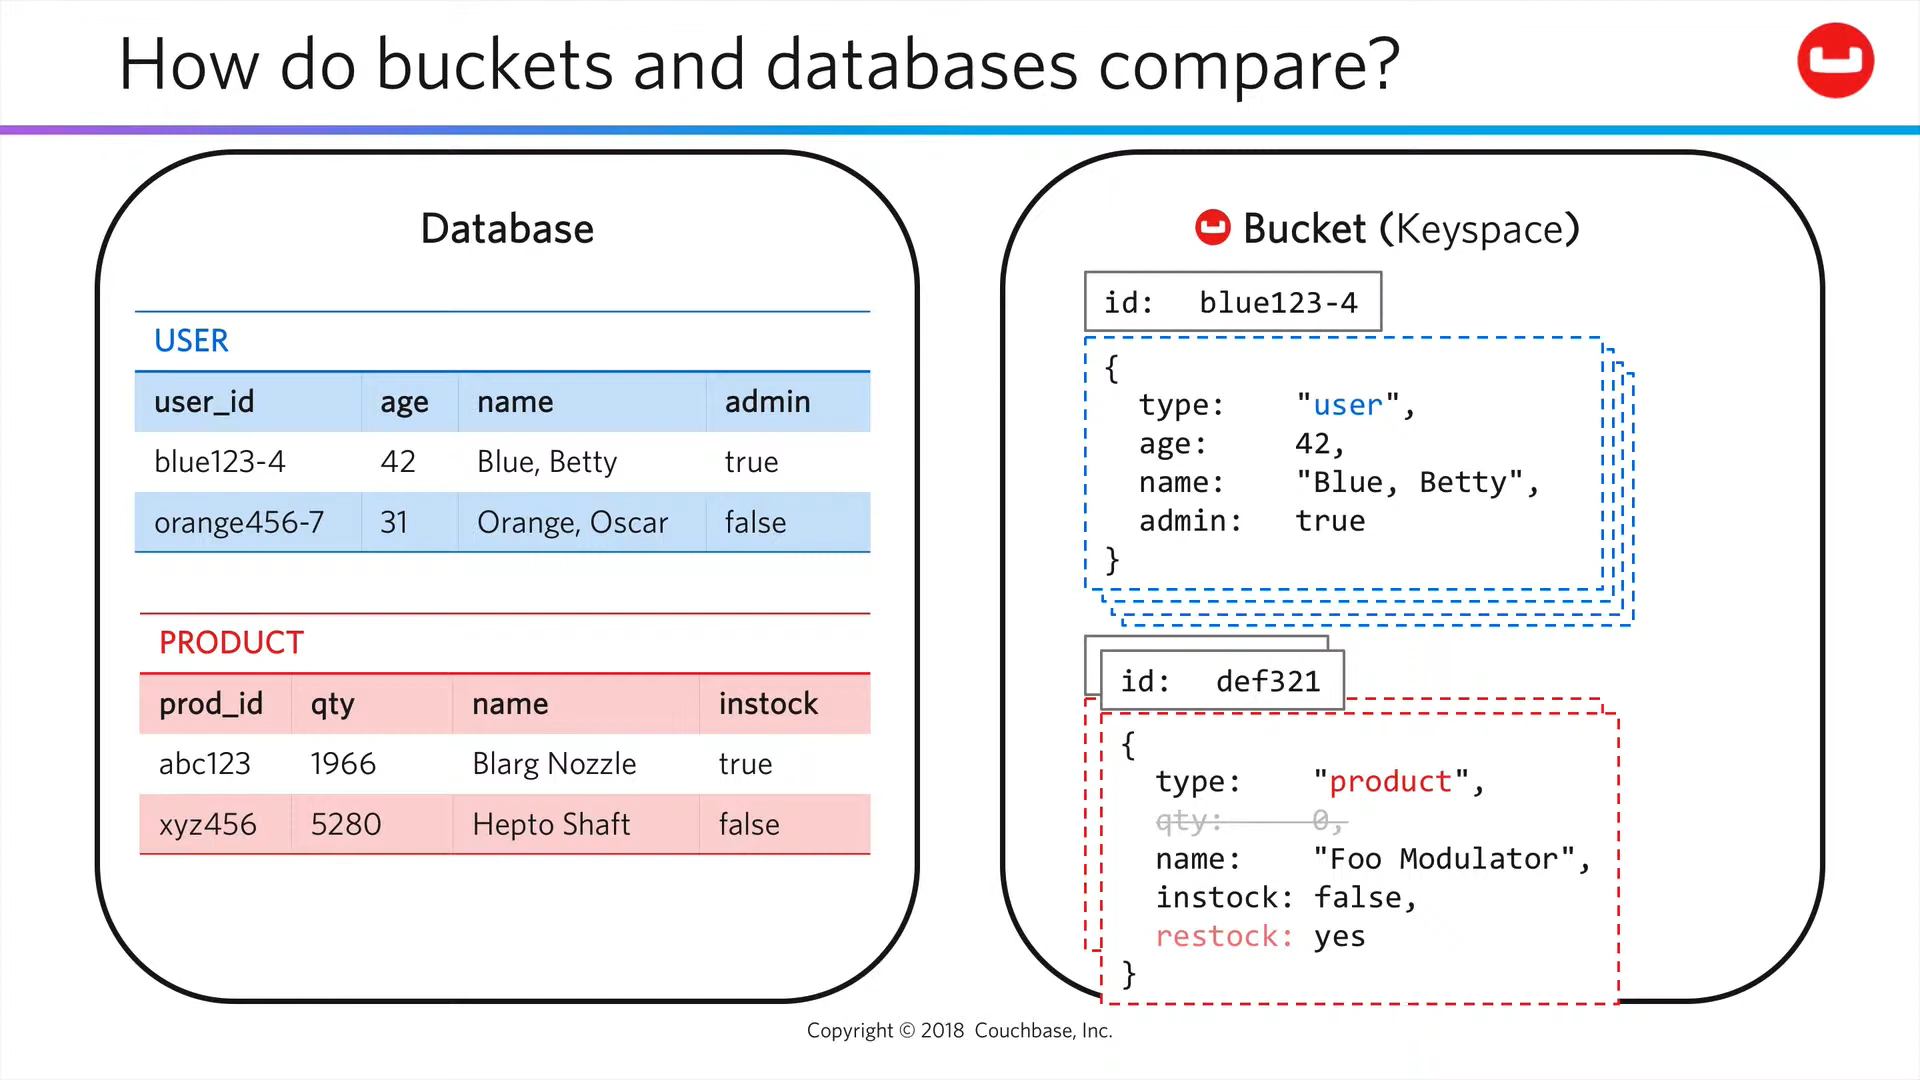 How do buckets and databases compare?
Database
USER
user_id age name admin
blue123-4 42 Blue, Betty true
orange456-7 31 Orange, Oscar false
PRODUCT
prod_id qty name instock
abc123 1966 Blarg Nozzle true
xyz456 5280 Hepto Shaft false
Bucket (Keyspace)
id: blue123-4
{
type: "user",
age: 42,
name: "Blue, Betty",
admin: true
}
id: def321
{
type: "product",
qty: 0,
name: "Foo Modulator",
instock: false,
restock: yes
}
Copyright © 2018 Couchbase, Inc.